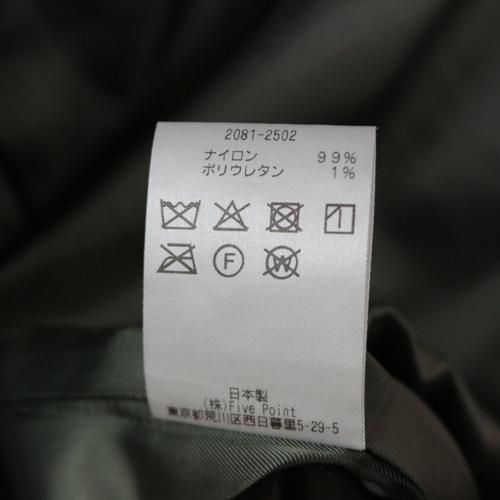 2081-2502
ナイロン 99%
ポリウレタン 1%
F
W
日本製
(株)Five Point
東京都荒川区西日暮里5-29-5